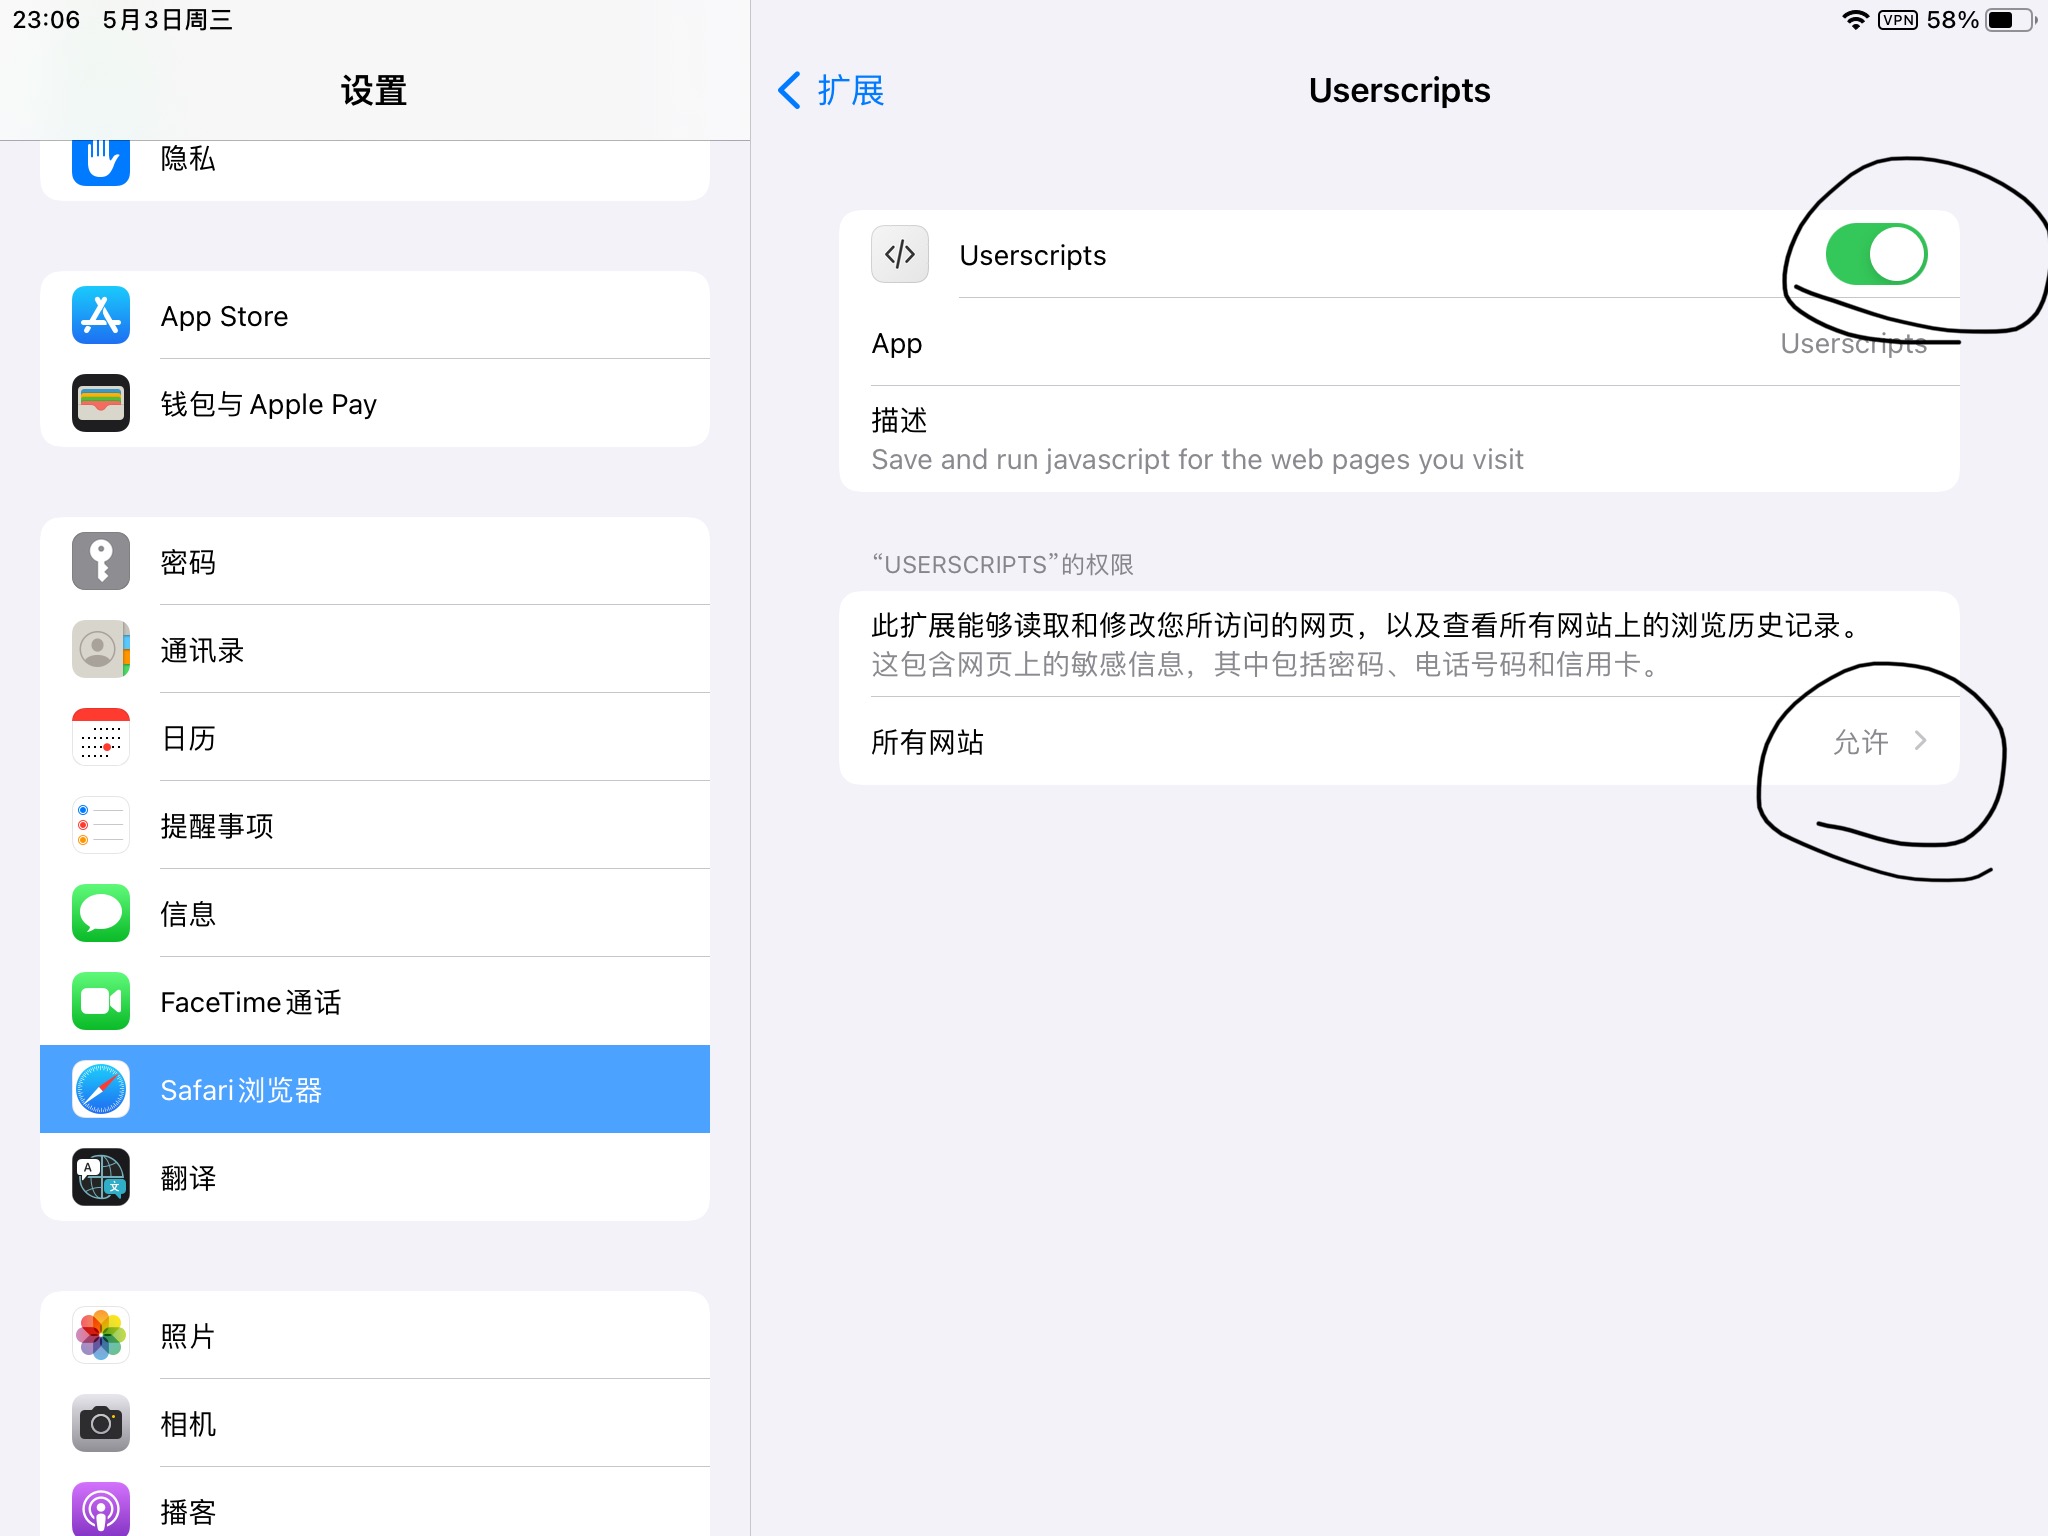 23:06 5月3日周三
VPN 58%
设置
隐私
App Store
钱包与 Apple Pay
密码
通讯录
日历
提醒事项
信息
FaceTime通话
Safari浏览器
翻译
照片
相机
播客
扩展
Userscripts
Userscripts
App Userscripts
描述
Save and run javascript for the web pages you visit
“USERSCRIPTS”的权限
此扩展能够读取和修改您所访问的网页，以及查看所有网站上的浏览历史记录。
这包含网页上的敏感信息，其中包括密码、电话号码和信用卡。
所有网站 允许